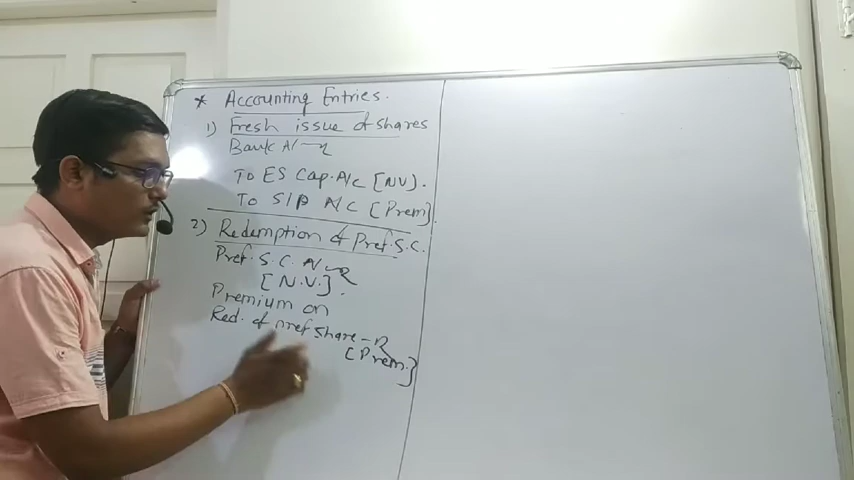 * Accounting Entries.
1) Fresh issue of shares
Bank A/c - Dr
To ES Cap. A/c [NV].
To S/P A/C [Prem]
2) Redemption of Pref. S.C.
Pref. S.C. A/c - Dr
[N.V.]
Premium on
Red. of pref share - Dr
[Prem.]